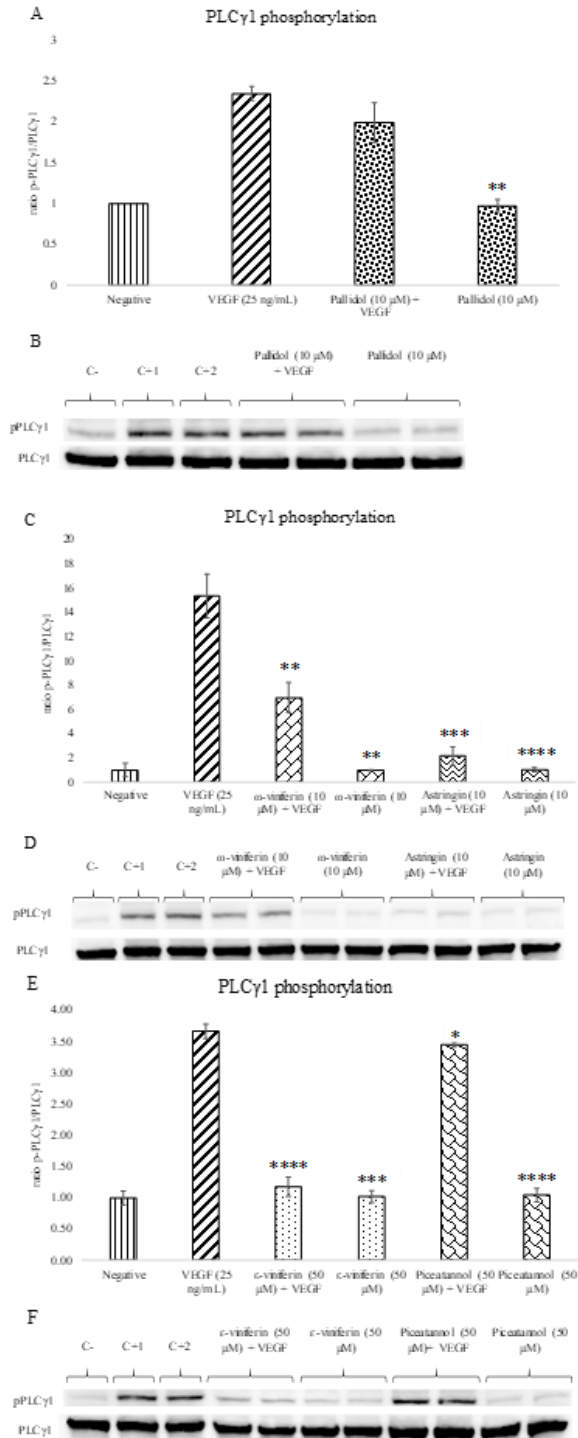 A
PLCγ1 phosphorylation
ratio p-PLCγ1/PLCγ1
3
2.5
2
1.5
1
0.5
0
**
Negative
VEGF (25 ng/mL)
Pallidol (10 μM) +
VEGF
Pallidol (10 μM)
B
C-
C+1
C+2
Pallidol (10 μM)
+ VEGF
Pallidol (10 μM)
pPLCγ1
PLCγ1
C
PLCγ1 phosphorylation
ratio p-PLCγ1/PLCγ1
20
18
16
14
12
10
8
6
4
2
0
**
**
***
****
Negative
VEGF (25
ng/mL)
ω-viniferin (10
μM) + VEGF
ω-viniferin (10
μM)
Astringin (10
μM) + VEGF
Astringin (10
μM)
D
C-
C+1
C+2
ω-viniferin (10
μM) + VEGF
ω-viniferin
(10 μM)
Astringin (10
μM) + VEGF
Astringin
(10 μM)
pPLCγ1
PLCγ1
E
PLCγ1 phosphorylation
ratio p-PLCγ1/PLCγ1
4.00
3.50
3.00
2.50
2.00
1.50
1.00
0.50
0.00
****
***
*
****
Negative
VEGF (25
ng/mL)
ε-viniferin (50
μM) + VEGF
ε-viniferin (50
μM)
Piceatannol (50
μM) + VEGF
Piceatannol (50
μM)
F
C-
C+1
C+2
ε-viniferin (50
μM) + VEGF
ε-viniferin (50
μM)
Piceatannol (50
μM)+ VEGF
Piceatannol (50
μM)
pPLCγ1
PLCγ1